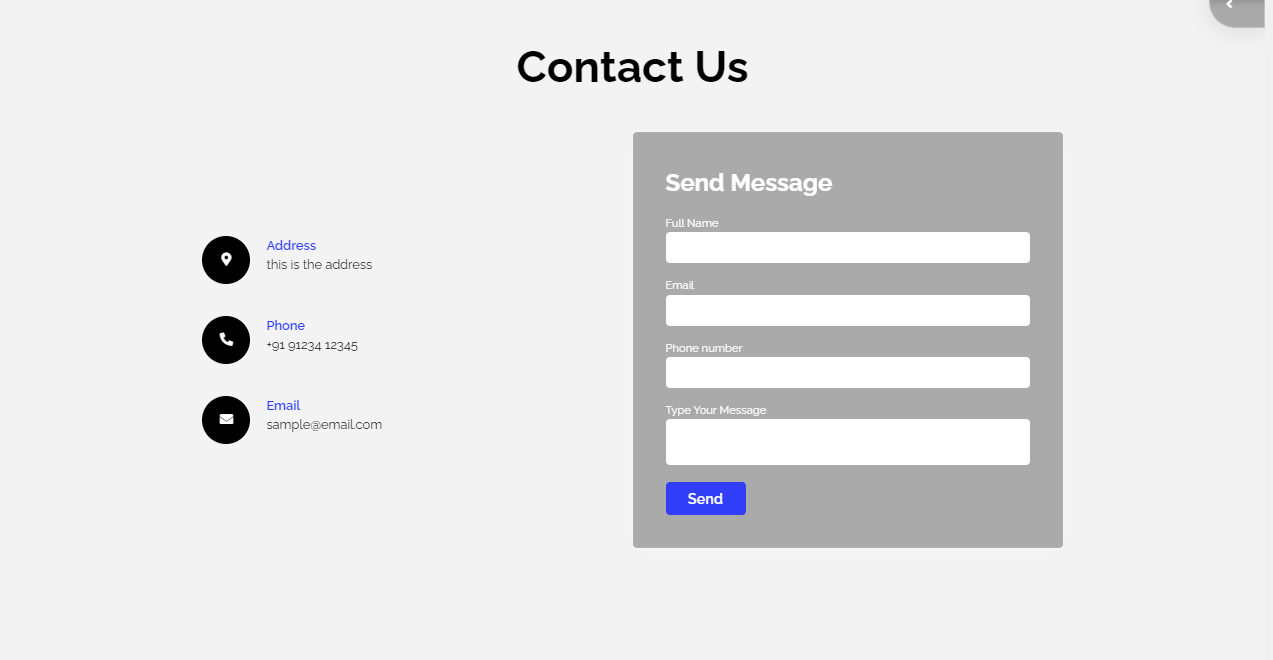 Contact Us
Address
this is the address
Phone
+91 91234 12345
Email
sample@email.com
Send Message
Full Name
Email
Phone number
Type Your Message
Send